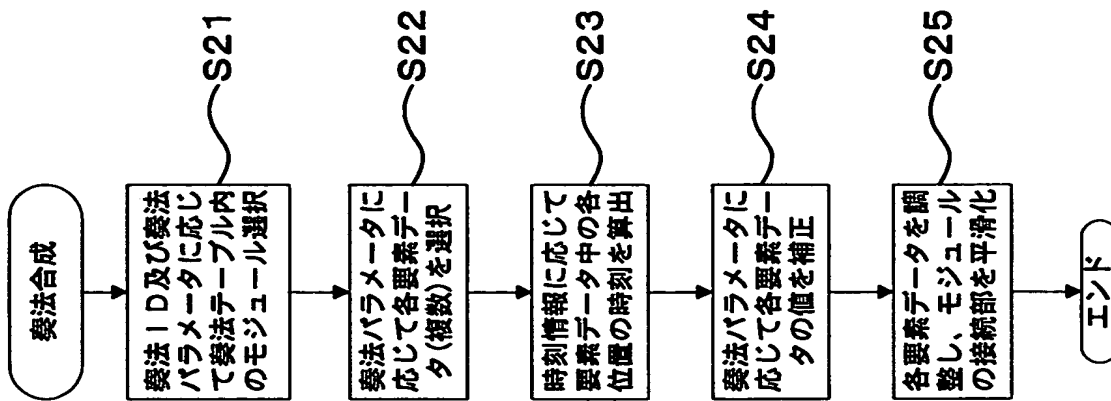 奏法合成
奏法ID及び奏法
パラメータに応じ
て奏法テーブル内
のモジュール選択
S21
奏法パラメータに
応じて各要素デー
タ(複数)を選択
S22
時刻情報に応じて
要素データ中の各
位置の時刻を算出
S23
奏法パラメータに
応じて各要素デー
タの値を補正
S24
各要素データを調
整し、モジュール
の接続部を平滑化
S25
エンド